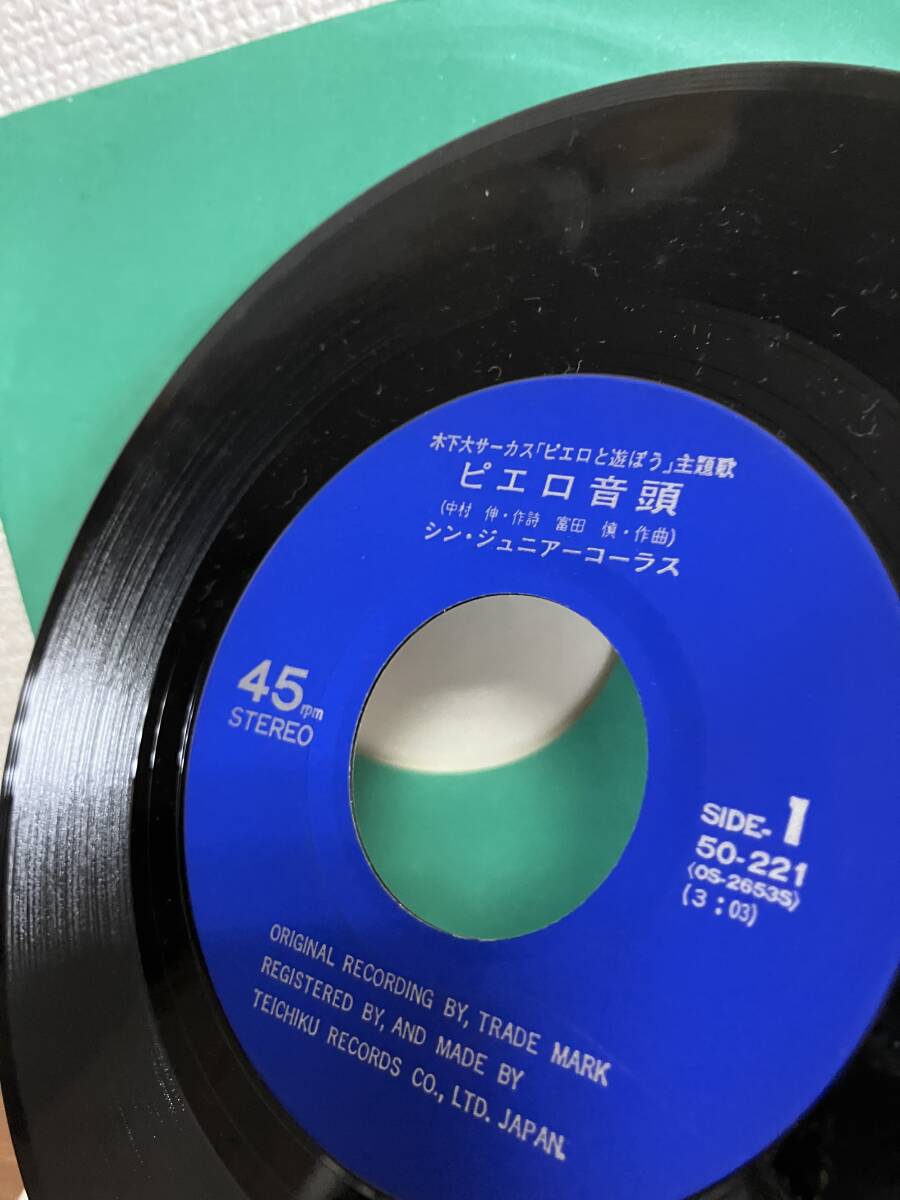 木下大サーカス「ピエロと遊ぼう」主題歌
ピエロ音頭
(中村 伸・作詩 富田 慎・作曲)
シン・ジュニアーコーラス
45rpm
STEREO
SIDE-1
50-221
(OS-2653S)
(3:03)
ORIGINAL RECORDING BY, TRADE MARK
REGISTERED BY, AND MADE BY
TEICHIKU RECORDS CO., LTD. JAPAN.